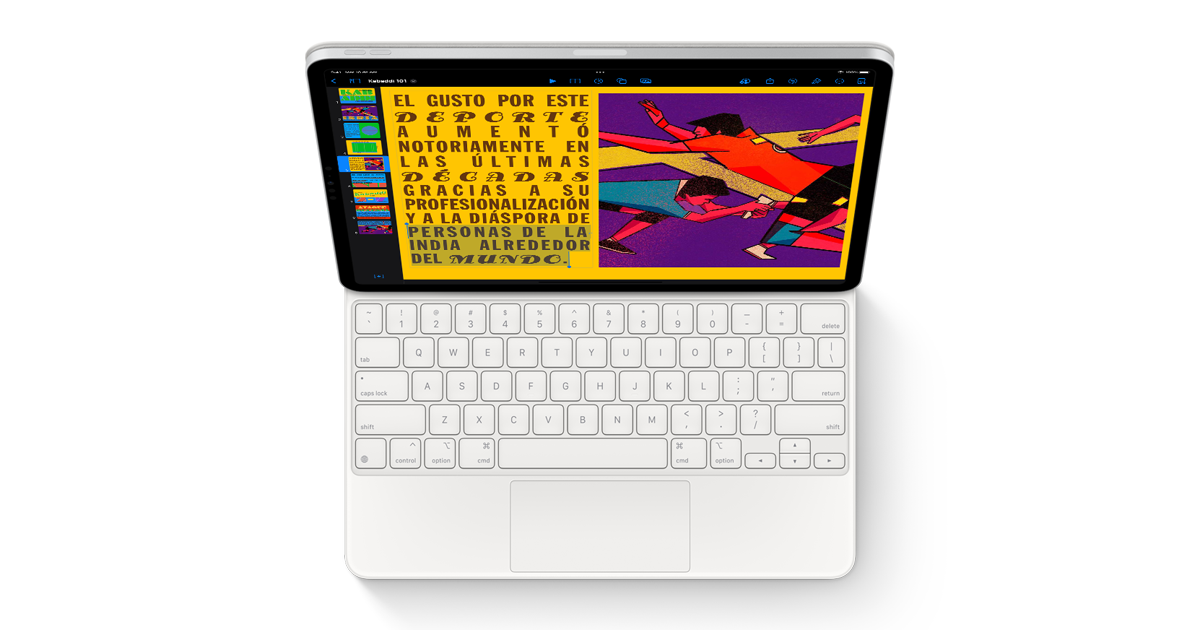 Kabaddi 101
EL GUSTO POR ESTE
DEPORTE
AUMENTÓ
NOTORIAMENTE EN
LAS ÚLTIMAS
DÉCADAS
GRACIAS A SU
PROFESIONALIZACIÓN
Y A LA DIÁSPORA DE
PERSONAS DE LA
INDIA ALREDEDOR
DEL MUNDO.
~ ! @ # $ % ^ & * ( ) _ +
` 1 2 3 4 5 6 7 8 9 0 - = delete
tab Q W E R T Y U I O P { [ } ] | \
caps lock A S D F G H J K L : ; " ' return
shift Z X C V B N M < , > . ? / shift
control option cmd cmd option